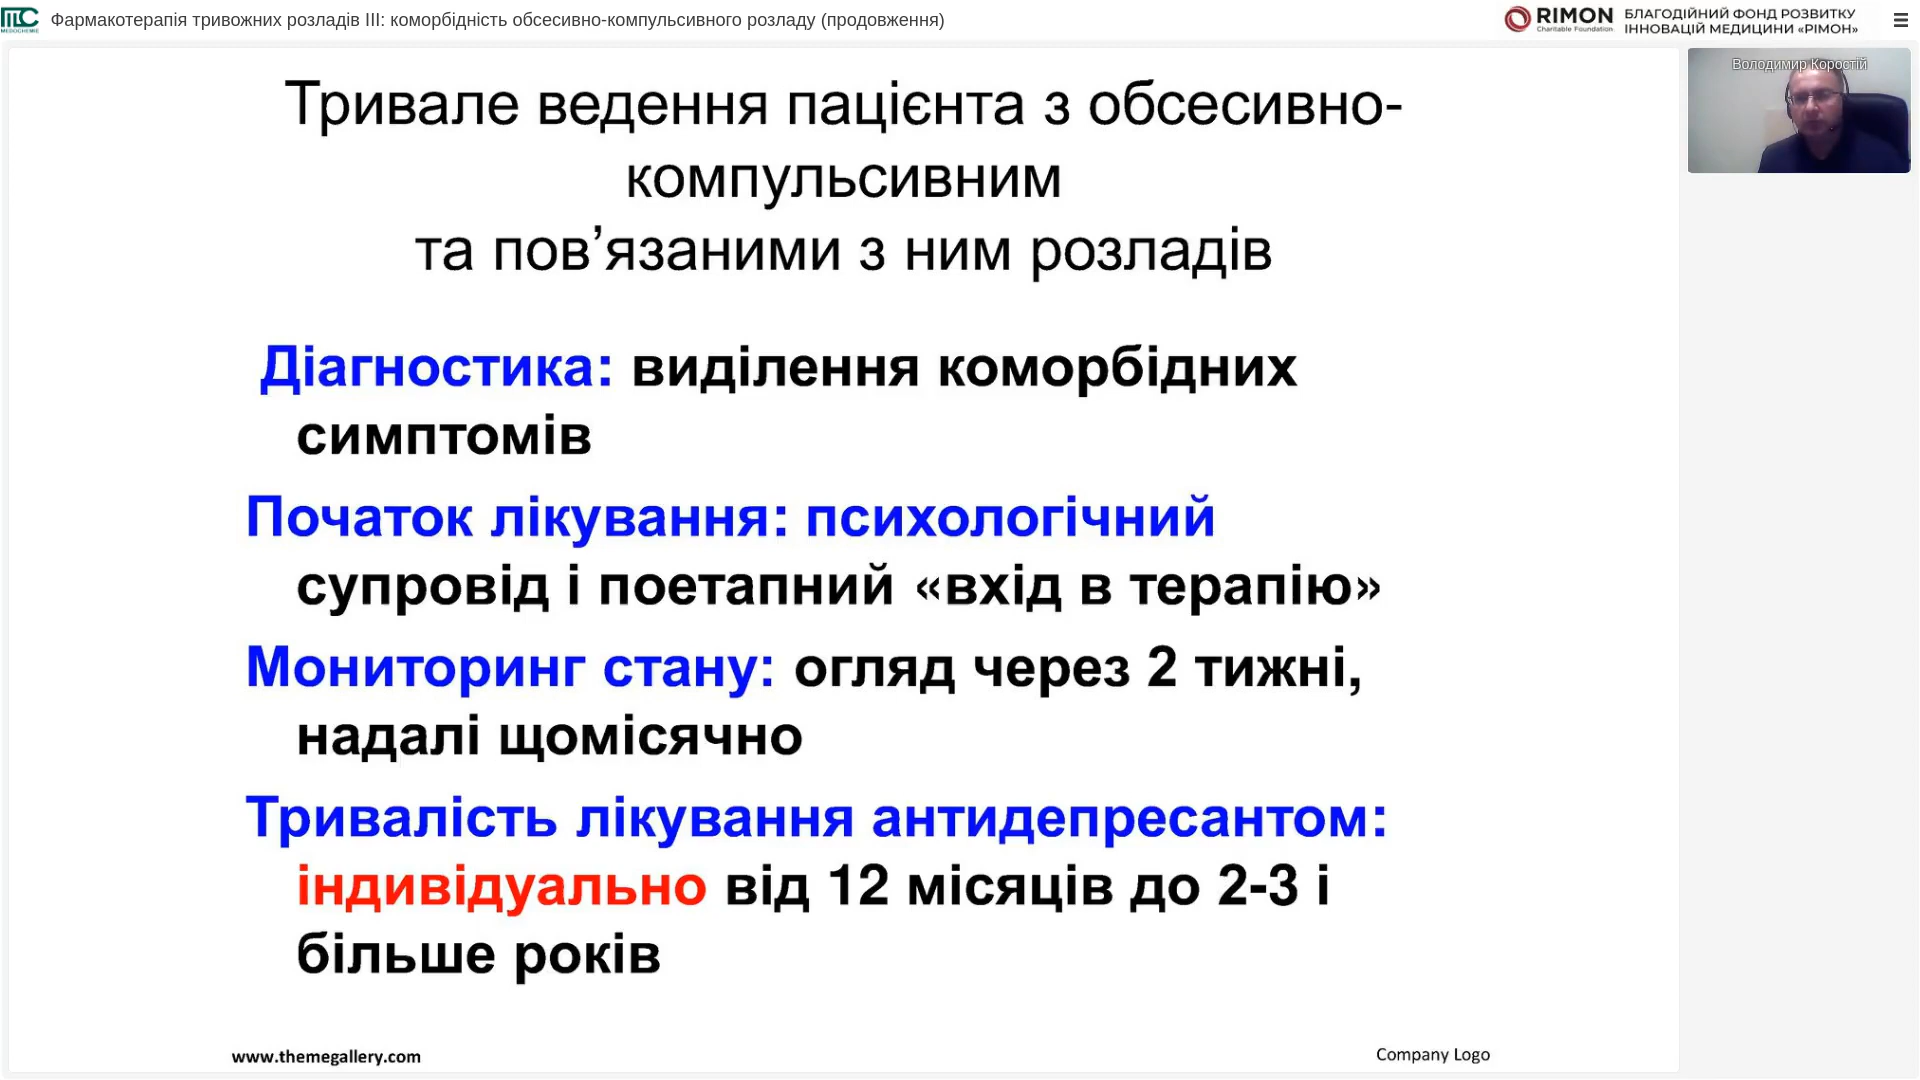 Фармакотерапія тривожних розладів III: коморбідність обсесивно-компульсивного розладу (продовження)
MEDOCHEMIE
RIMON
Charitable Foundation
БЛАГОДІЙНИЙ ФОНД РОЗВИТКУ
ІННОВАЦІЙ МЕДИЦИНИ «РІМОН»
Володимир Коростій
Тривале ведення пацієнта з обсесивно-
компульсивним
та пов’язаними з ним розладів
Діагностика: виділення коморбідних
симптомів
Початок лікування: психологічний
супровід і поетапний «вхід в терапію»
Мониторинг стану: огляд через 2 тижні,
надалі щомісячно
Тривалість лікування антидепресантом:
індивідуально від 12 місяців до 2-3 і
більше років
www.themegallery.com
Company Logo